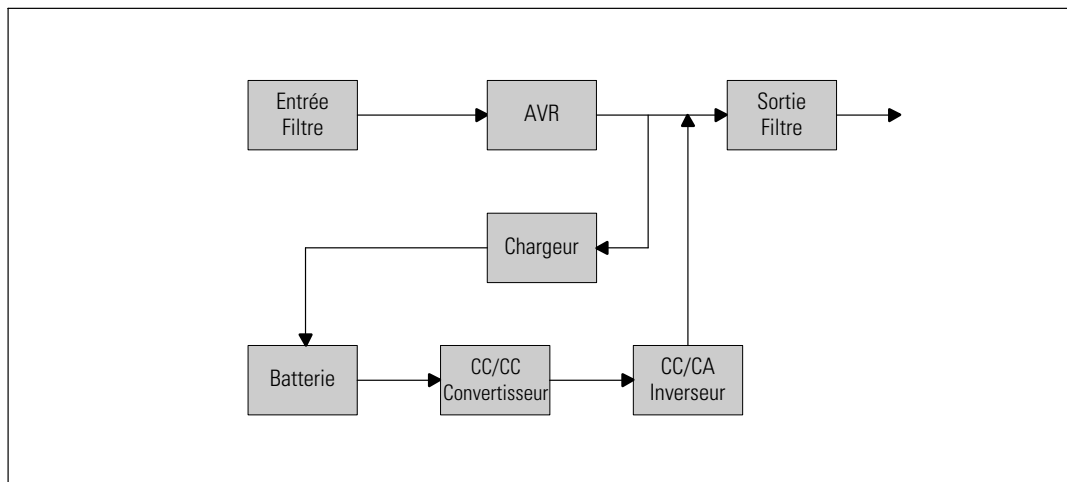 Entrée
Filtre
AVR
Sortie
Filtre
Chargeur
Batterie
CC/CC
Convertisseur
CC/CA
Inverseur